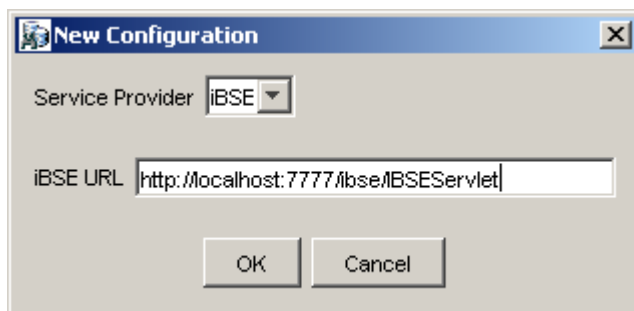 New Configuration
Service Provider iBSE
iBSE URL http://localhost:7777/ibse/IBSEServlet
OK Cancel